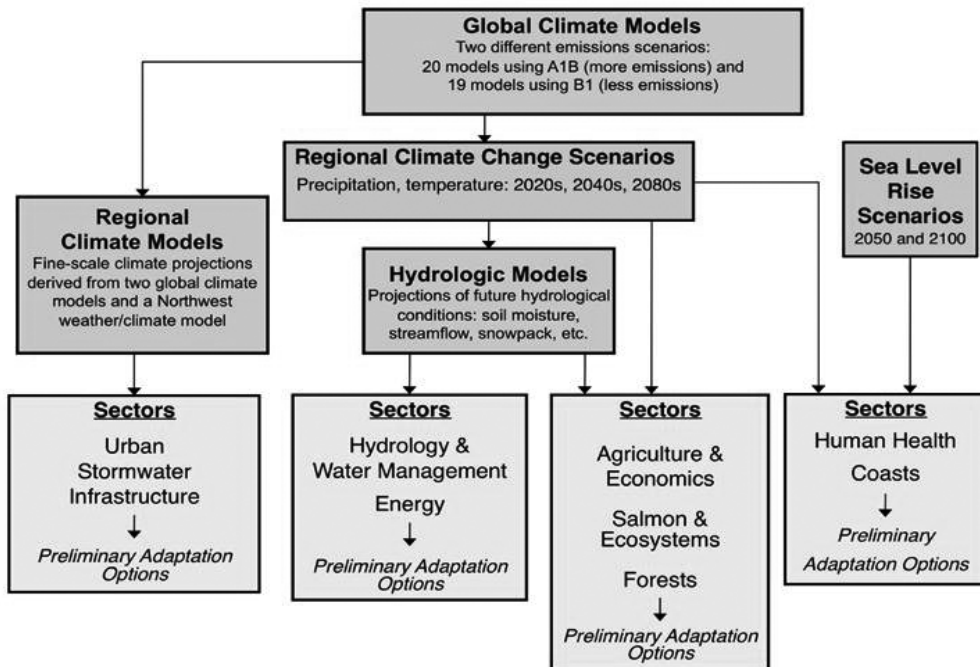 Global Climate Models
Two different emissions scenarios:
20 models using A1B (more emissions) and
19 models using B1 (less emissions)
Regional Climate Change Scenarios
Precipitation, temperature: 2020s, 2040s, 2080s
Sea Level
Rise
Scenarios
2050 and 2100
Regional
Climate Models
Fine-scale climate projections
derived from two global climate
models and a Northwest
weather/climate model
Hydrologic Models
Projections of future hydrological
conditions: soil moisture,
streamflow, snowpack, etc.
Sectors
Urban
Stormwater
Infrastructure
Preliminary Adaptation
Options
Sectors
Hydrology &
Water Management
Energy
Preliminary Adaptation
Options
Sectors
Agriculture &
Economics
Salmon &
Ecosystems
Forests
Preliminary Adaptation
Options
Sectors
Human Health
Coasts
Preliminary
Adaptation Options